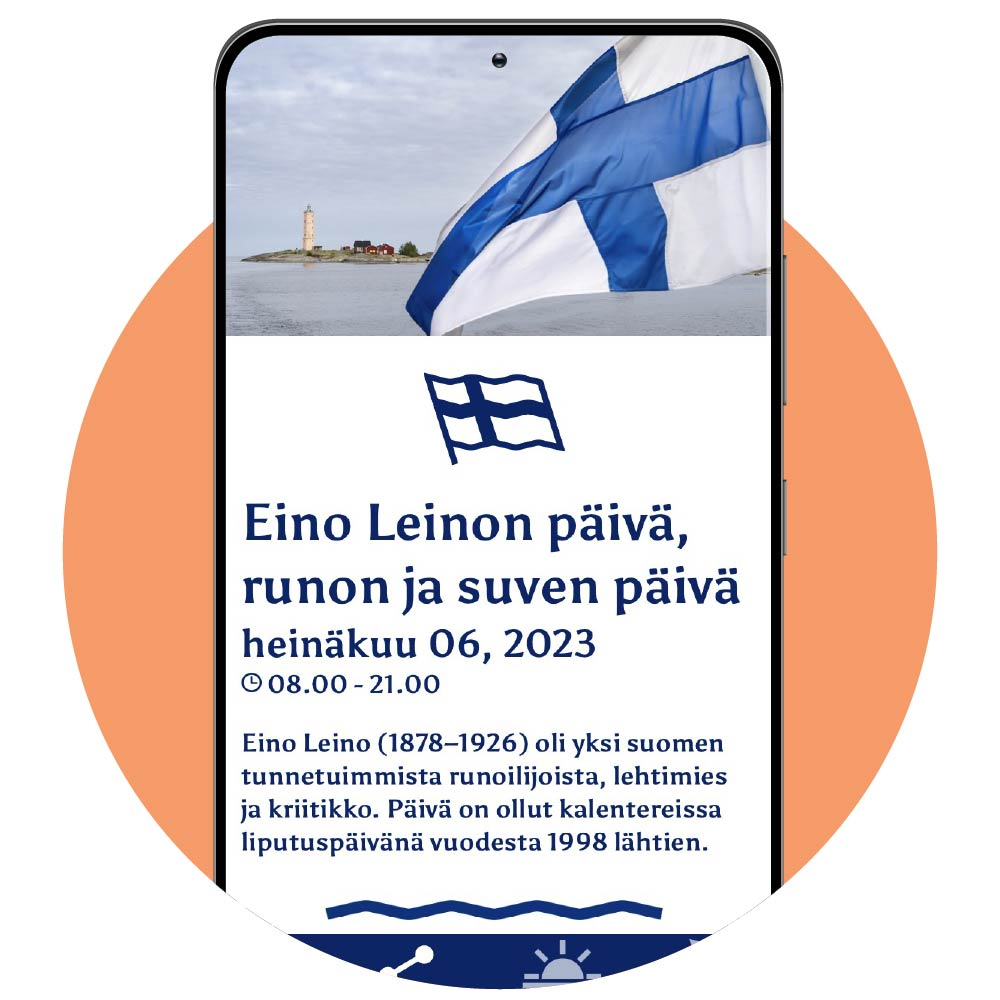 Eino Leinon päivä,
runon ja suven päivä
heinäkuu 06, 2023
08.00 - 21.00
Eino Leino (1878–1926) oli yksi suomen
tunnetuimmista runoilijoista, lehtimies
ja kriitikko. Päivä on ollut kalentereissa
liputuspäivänä vuodesta 1998 lähtien.